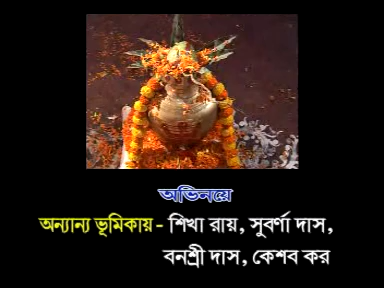 অভিনয়ে
অন্যান্য ভূমিকায় - শিখা রায়, সুবর্ণা দাস,
বনশ্রী দাস, কেশব কর